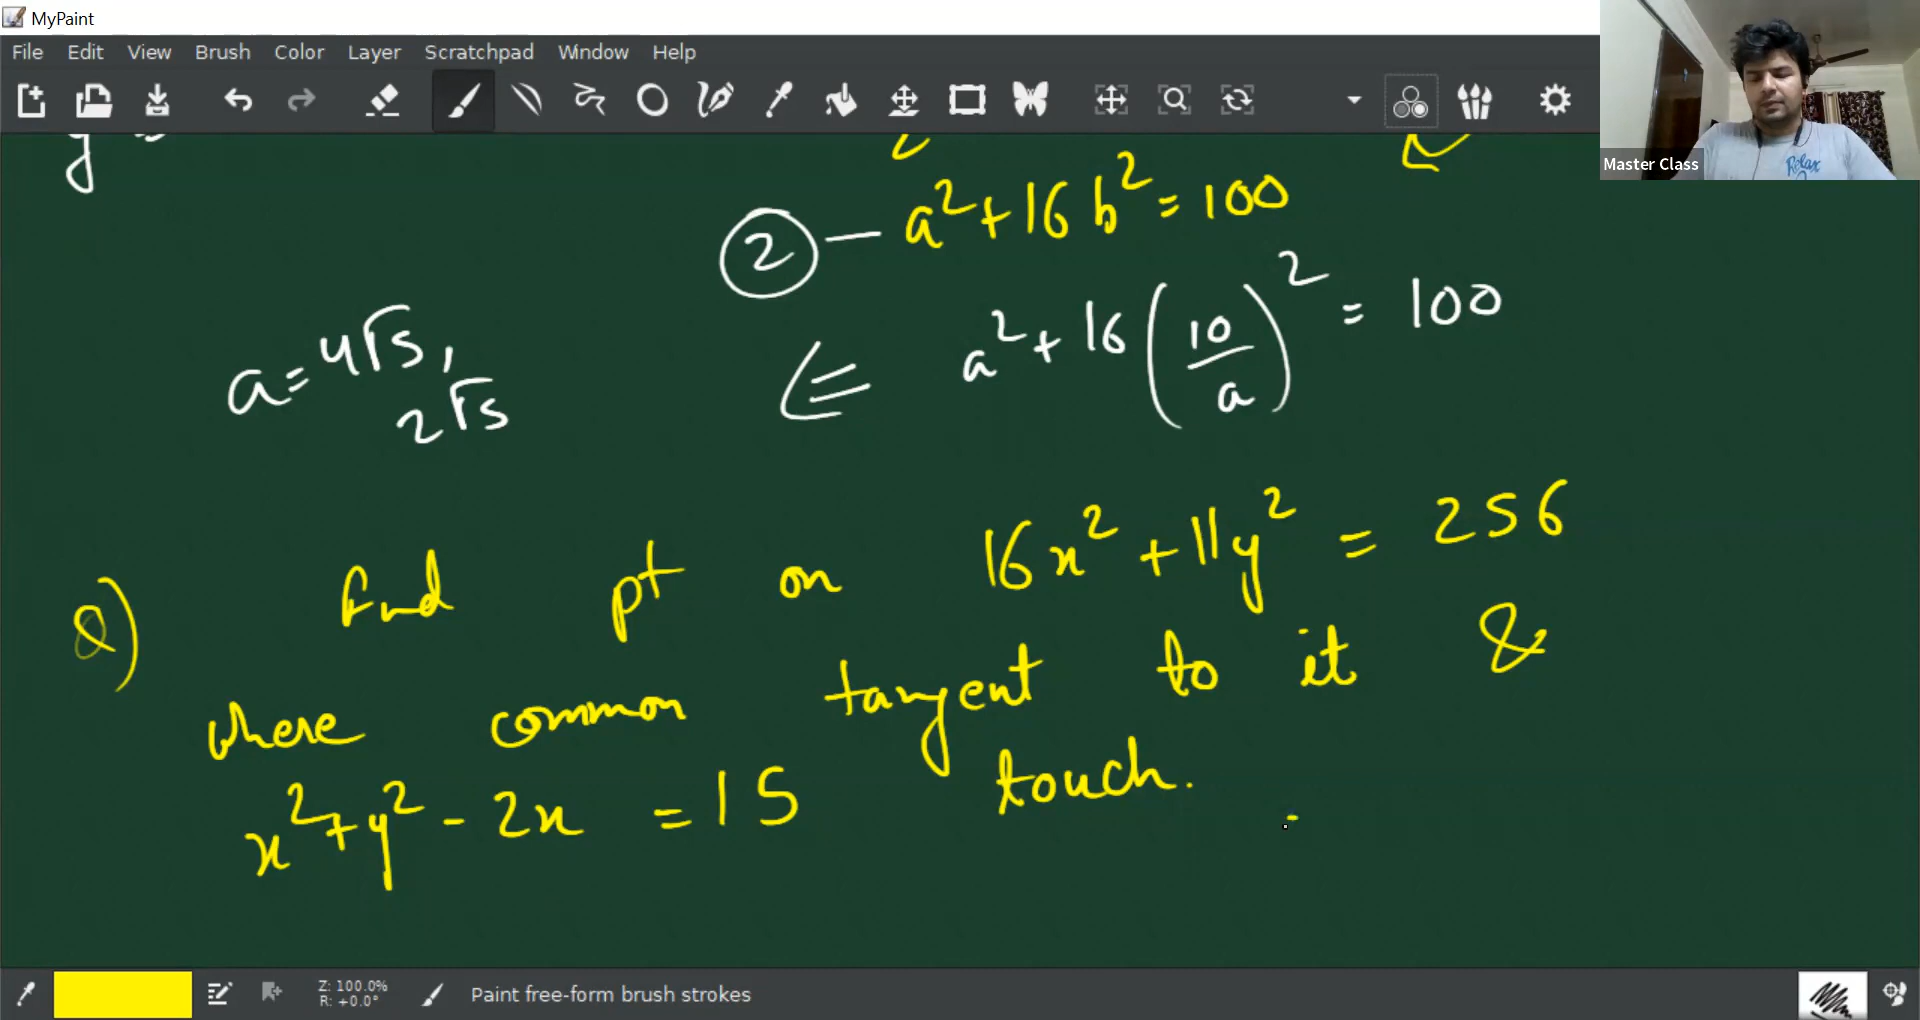 MyPaint
File Edit View Brush Color Layer Scratchpad Window Help
Master Class
Relax
y =
② — a² + 16 b² = 100
a² + 16 (10/a)² = 100
a = 4√5,
2√5
Q) find pt on 16x² + 11y² = 256
where common tangent to it &
x² + y² - 2x = 15 touch.
Z: 100.0%
R: +0.0°
Paint free-form brush strokes